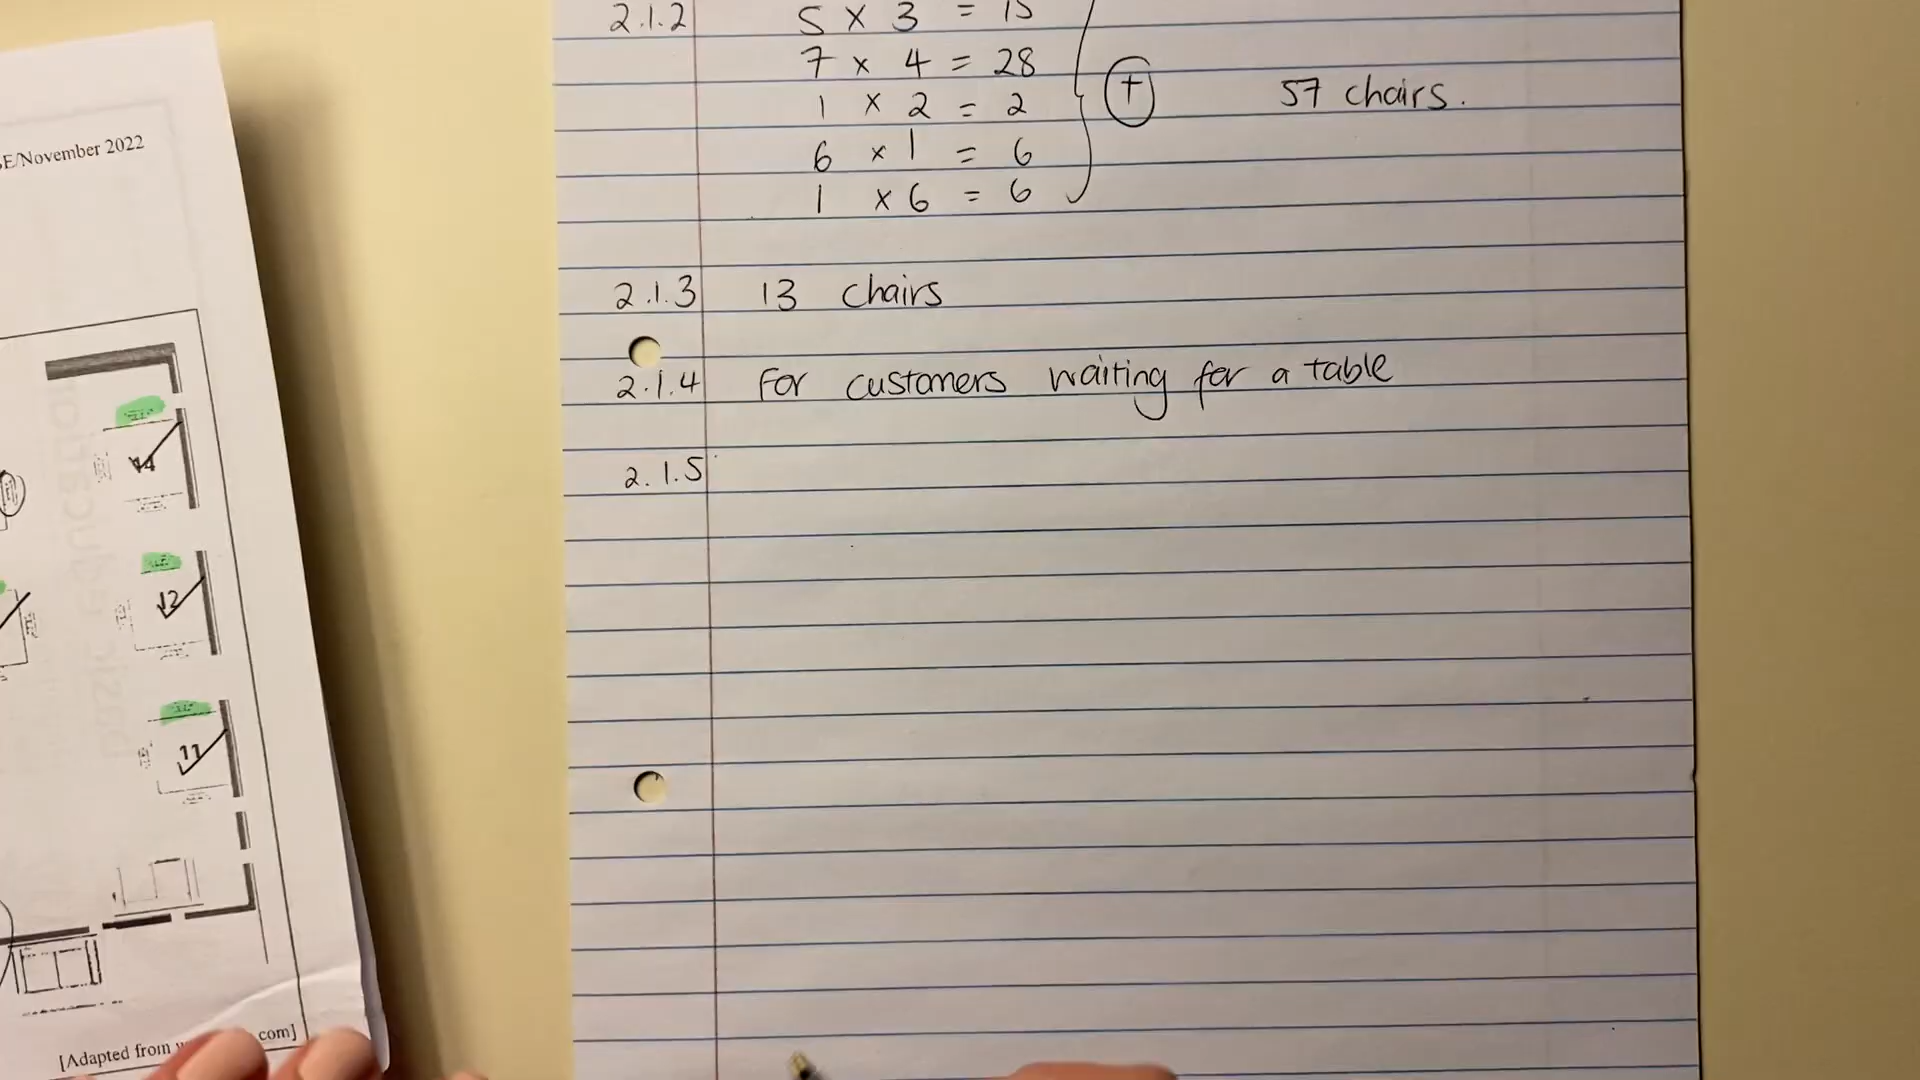 2.1.2 5 x 3 = 15
7 x 4 = 28
1 x 2 = 2
+ 57 chairs.
6 x 1 = 6
1 x 6 = 6
2.1.3 13 chairs
2.1.4 For customers waiting for a table
2.1.5
E/November 2022
14
12
11
[Adapted from
com]